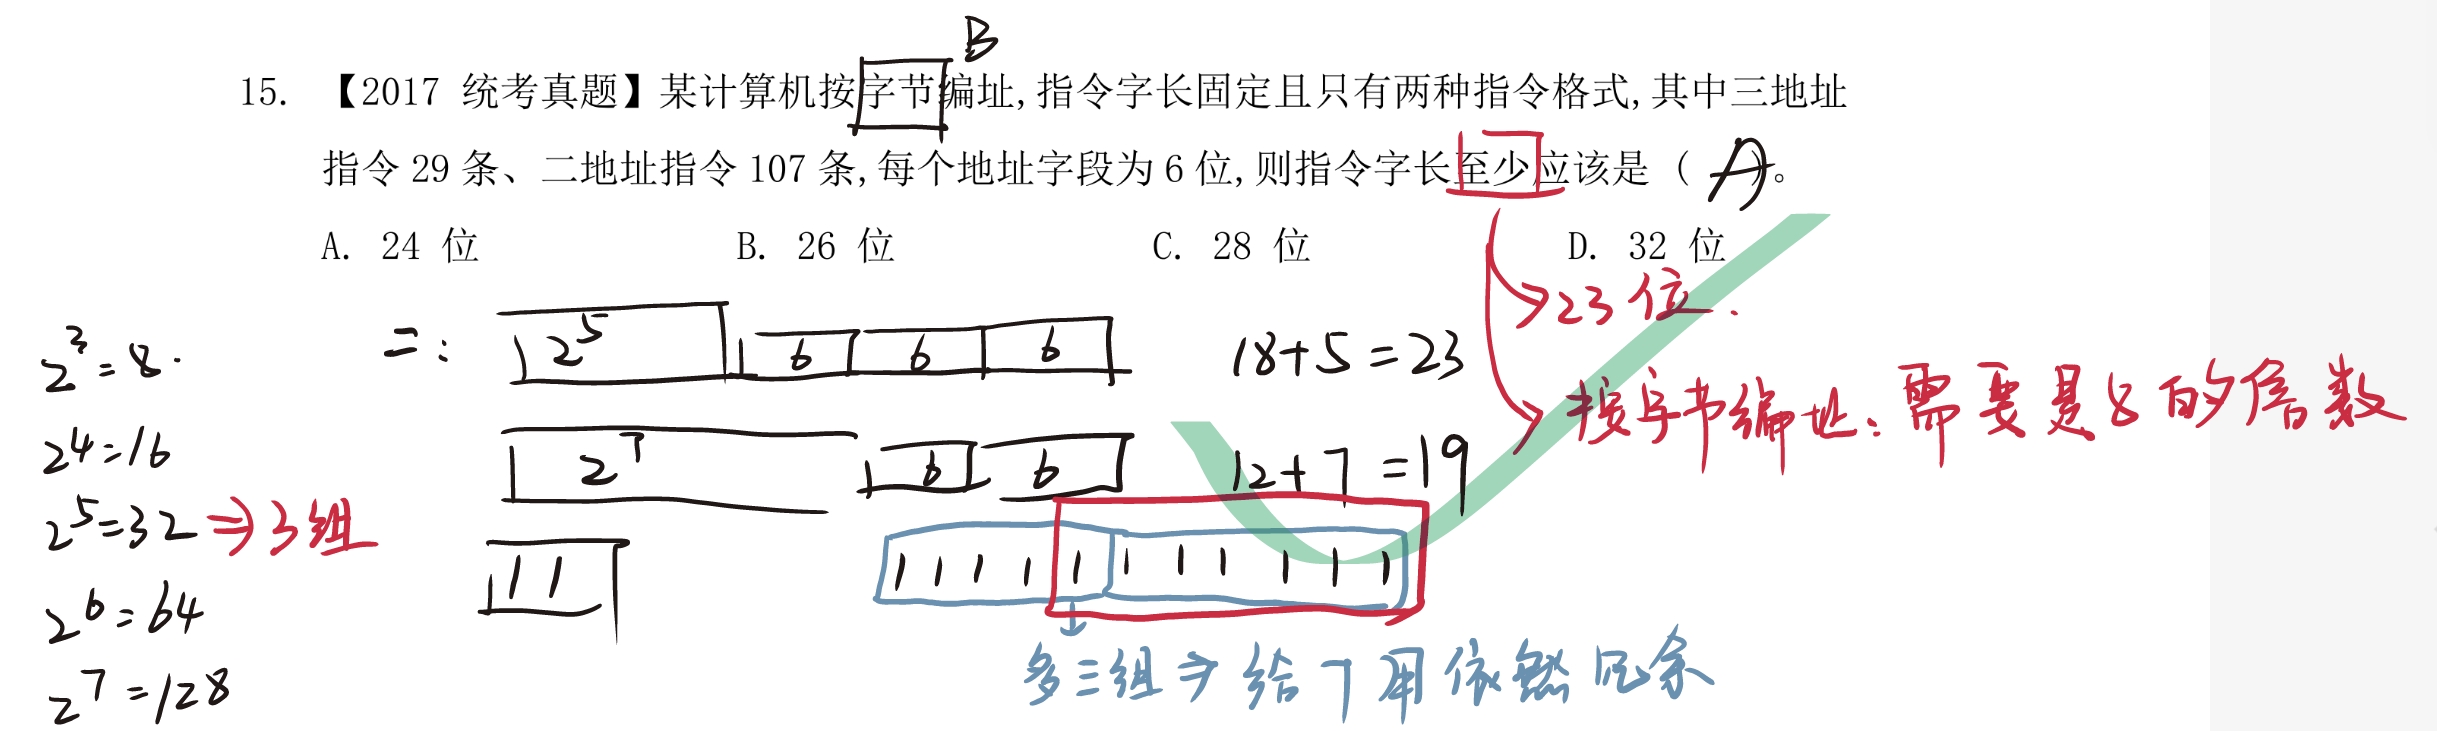 B
15. 【2017 统考真题】某计算机按字节编址,指令字长固定且只有两种指令格式,其中三地址
指令 29 条、二地址指令 107 条,每个地址字段为 6 位,则指令字长至少应该是（ A ）。
A. 24 位 B. 26 位 C. 28 位 D. 32 位
→23 位.
2^3=8.
二: 2^5 6 6 6 18+5=23
→按字节编址: 需要是8的倍数
2^4=16
2^7 6 6 12+7=19
2^5=32 ⇒3组
1 1 1 1 1 1 1 1 1 1 1 1 1
2^6=64
多三组⇒给7用依然冗余
2^7=128